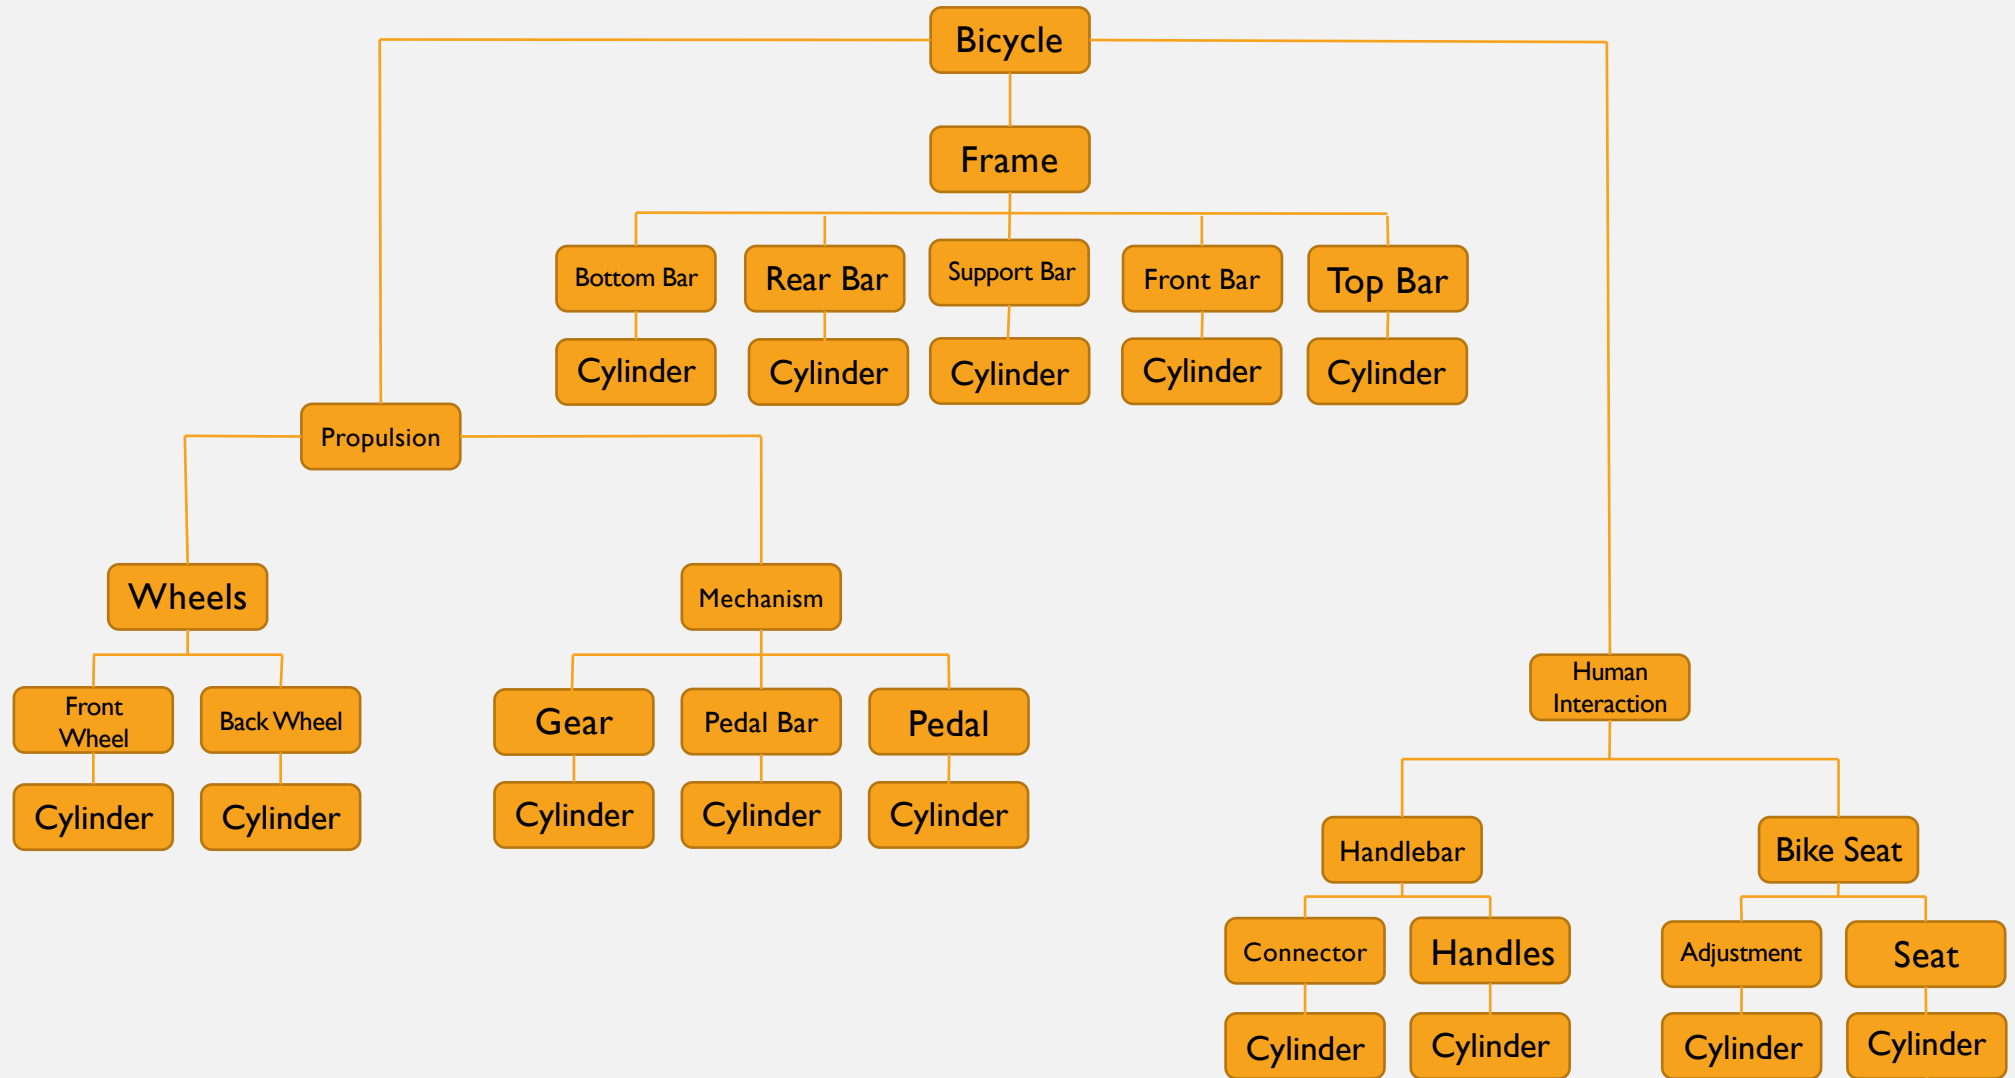 Bicycle
Frame
Bottom Bar
Rear Bar
Support Bar
Front Bar
Top Bar
Cylinder
Cylinder
Cylinder
Cylinder
Cylinder
Propulsion
Wheels
Mechanism
Front
Wheel
Back Wheel
Gear
Pedal Bar
Pedal
Cylinder
Cylinder
Cylinder
Cylinder
Cylinder
Human
Interaction
Handlebar
Bike Seat
Connector
Handles
Adjustment
Seat
Cylinder
Cylinder
Cylinder
Cylinder